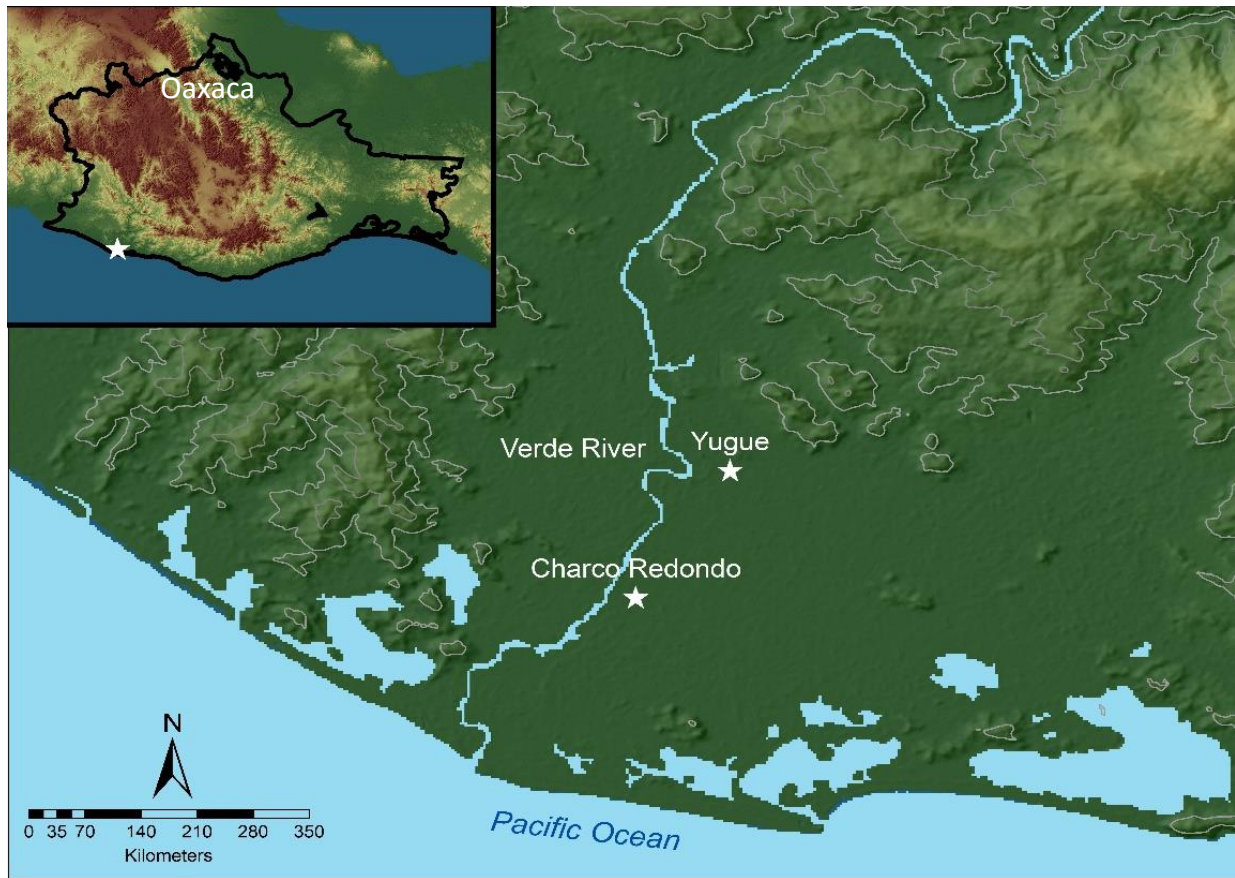 Oaxaca
Verde River
Yugue
Charco Redondo
N
0 35 70 140 210 280 350
Kilometers
Pacific Ocean